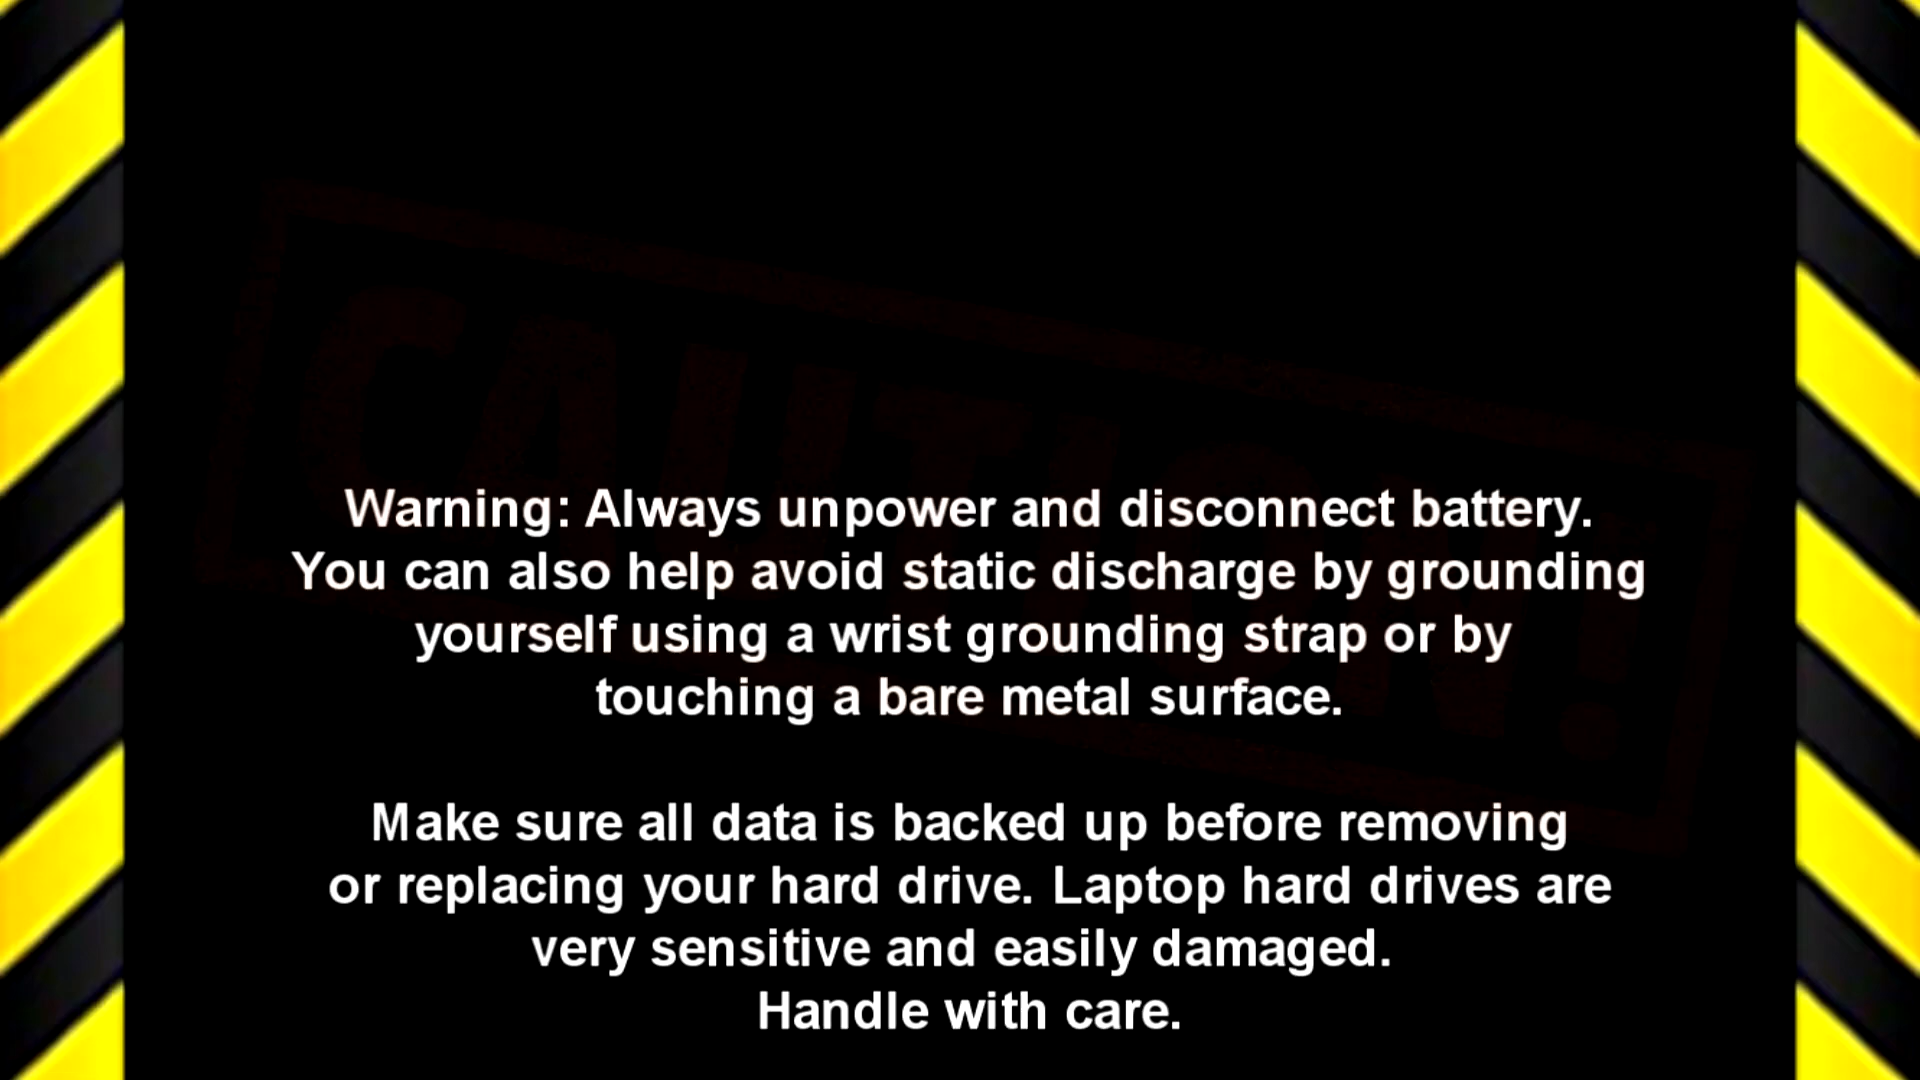 CAUTION!
Warning: Always unpower and disconnect battery.
You can also help avoid static discharge by grounding
yourself using a wrist grounding strap or by
touching a bare metal surface.
Make sure all data is backed up before removing
or replacing your hard drive. Laptop hard drives are
very sensitive and easily damaged.
Handle with care.